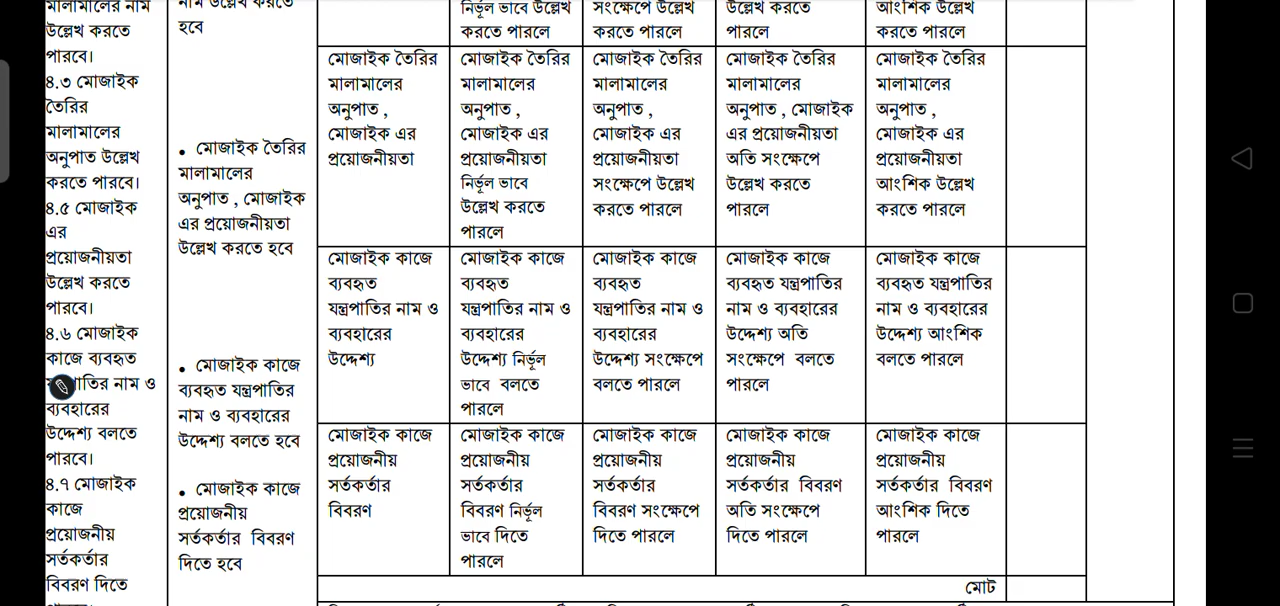 মালামালের নাম
উল্লেখ করতে
পারবে।
৪.৩ মোজাইক
তৈরির
মালামালের
অনুপাত উল্লেখ
করতে পারবে।
৪.৫ মোজাইক
এর
প্রয়োজনীয়তা
উল্লেখ করতে
পারবে।
৪.৬ মোজাইক
কাজে ব্যবহৃত
নাম ও
ব্যবহারের
উদ্দেশ্য বলতে
পারবে।
৪.৭ মোজাইক
কাজে
প্রয়োজনীয়
সর্তকর্তার
বিবরণ দিতে
নাম উল্লেখ করতে
হবে
• মোজাইক তৈরির
মালামালের
অনুপাত , মোজাইক
এর প্রয়োজনীয়তা
উল্লেখ করতে হবে
• মোজাইক কাজে
ব্যবহৃত যন্ত্রপাতির
নাম ও ব্যবহারের
উদ্দেশ্য বলতে হবে
• মোজাইক কাজে
প্রয়োজনীয়
সর্তকর্তার বিবরণ
দিতে হবে
নির্ভূল ভাবে উল্লেখ
করতে পারলে
সংক্ষেপে উল্লেখ
করতে পারলে
উল্লেখ করতে
পারলে
আংশিক উল্লেখ
করতে পারলে
মোজাইক তৈরির
মালামালের
অনুপাত ,
মোজাইক এর
প্রয়োজনীয়তা
মোজাইক তৈরির
মালামালের
অনুপাত ,
মোজাইক এর
প্রয়োজনীয়তা
নির্ভূল ভাবে
উল্লেখ করতে
পারলে
মোজাইক তৈরির
মালামালের
অনুপাত ,
মোজাইক এর
প্রয়োজনীয়তা
সংক্ষেপে উল্লেখ
করতে পারলে
মোজাইক তৈরির
মালামালের
অনুপাত , মোজাইক
এর প্রয়োজনীয়তা
অতি সংক্ষেপে
উল্লেখ করতে
পারলে
মোজাইক তৈরির
মালামালের
অনুপাত ,
মোজাইক এর
প্রয়োজনীয়তা
আংশিক উল্লেখ
করতে পারলে
মোজাইক কাজে
ব্যবহৃত
যন্ত্রপাতির নাম ও
ব্যবহারের
উদ্দেশ্য
মোজাইক কাজে
ব্যবহৃত
যন্ত্রপাতির নাম ও
ব্যবহারের
উদ্দেশ্য নির্ভূল
ভাবে বলতে
পারলে
মোজাইক কাজে
ব্যবহৃত
যন্ত্রপাতির নাম ও
ব্যবহারের
উদ্দেশ্য সংক্ষেপে
বলতে পারলে
মোজাইক কাজে
ব্যবহৃত যন্ত্রপাতির
নাম ও ব্যবহারের
উদ্দেশ্য অতি
সংক্ষেপে বলতে
পারলে
মোজাইক কাজে
ব্যবহৃত যন্ত্রপাতির
নাম ও ব্যবহারের
উদ্দেশ্য আংশিক
বলতে পারলে
মোজাইক কাজে
প্রয়োজনীয়
সর্তকর্তার
বিবরণ
মোজাইক কাজে
প্রয়োজনীয়
সর্তকর্তার
বিবরণ নির্ভূল
ভাবে দিতে
পারলে
মোজাইক কাজে
প্রয়োজনীয়
সর্তকর্তার
বিবরণ সংক্ষেপে
দিতে পারলে
মোজাইক কাজে
প্রয়োজনীয়
সর্তকর্তার বিবরণ
অতি সংক্ষেপে
দিতে পারলে
মোজাইক কাজে
প্রয়োজনীয়
সর্তকর্তার বিবরণ
আংশিক দিতে
পারলে
মোট